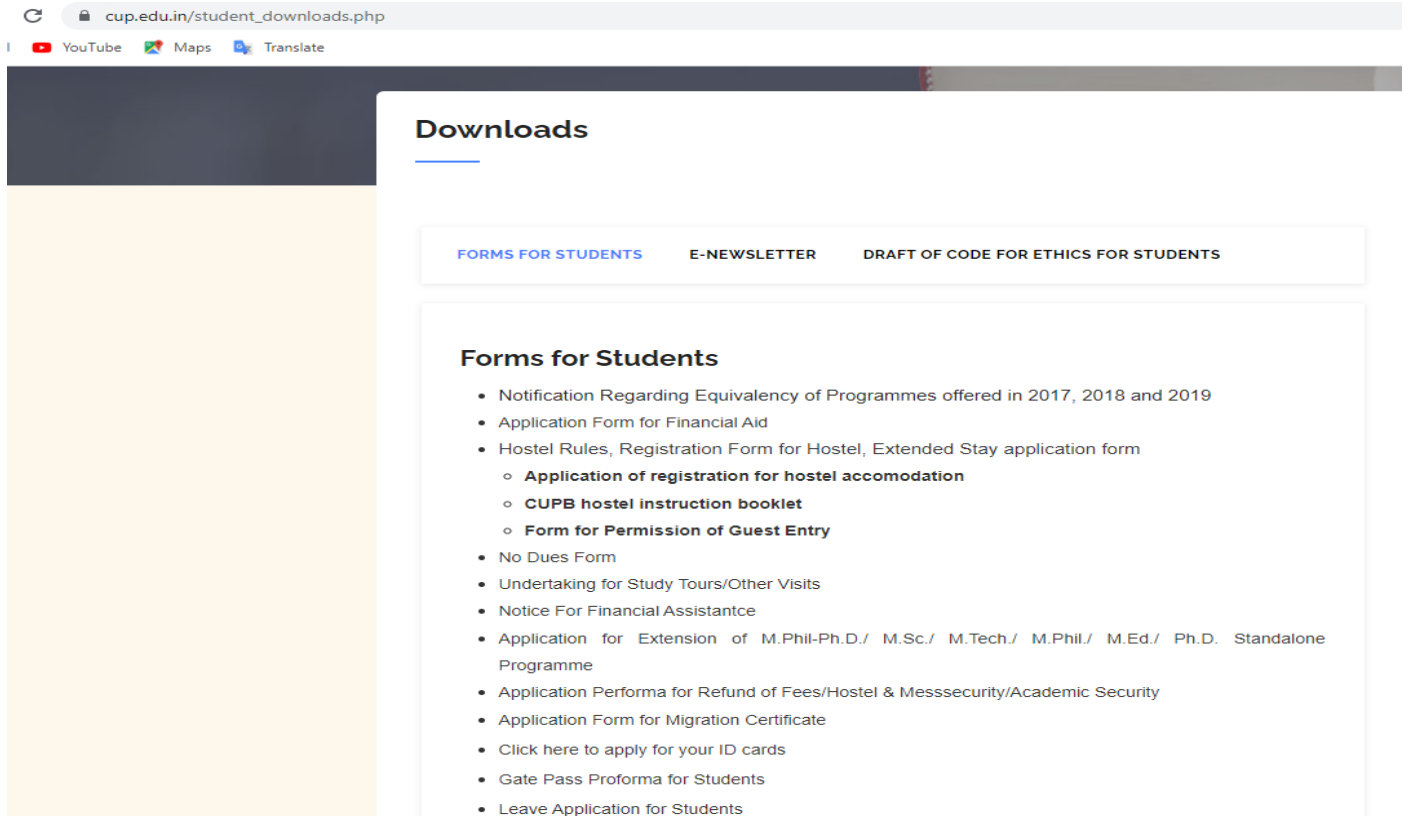 cup.edu.in/student_downloads.php
YouTube Maps Translate
Downloads
FORMS FOR STUDENTS E-NEWSLETTER DRAFT OF CODE FOR ETHICS FOR STUDENTS
Forms for Students
• Notification Regarding Equivalency of Programmes offered in 2017, 2018 and 2019
• Application Form for Financial Aid
• Hostel Rules, Registration Form for Hostel, Extended Stay application form
○ Application of registration for hostel accomodation
○ CUPB hostel instruction booklet
○ Form for Permission of Guest Entry
• No Dues Form
• Undertaking for Study Tours/Other Visits
• Notice For Financial Assistantce
• Application for Extension of M.Phil-Ph.D./ M.Sc./ M.Tech./ M.Phil./ M.Ed./ Ph.D. Standalone
Programme
• Application Performa for Refund of Fees/Hostel & Messsecurity/Academic Security
• Application Form for Migration Certificate
• Click here to apply for your ID cards
• Gate Pass Proforma for Students
• Leave Application for Students